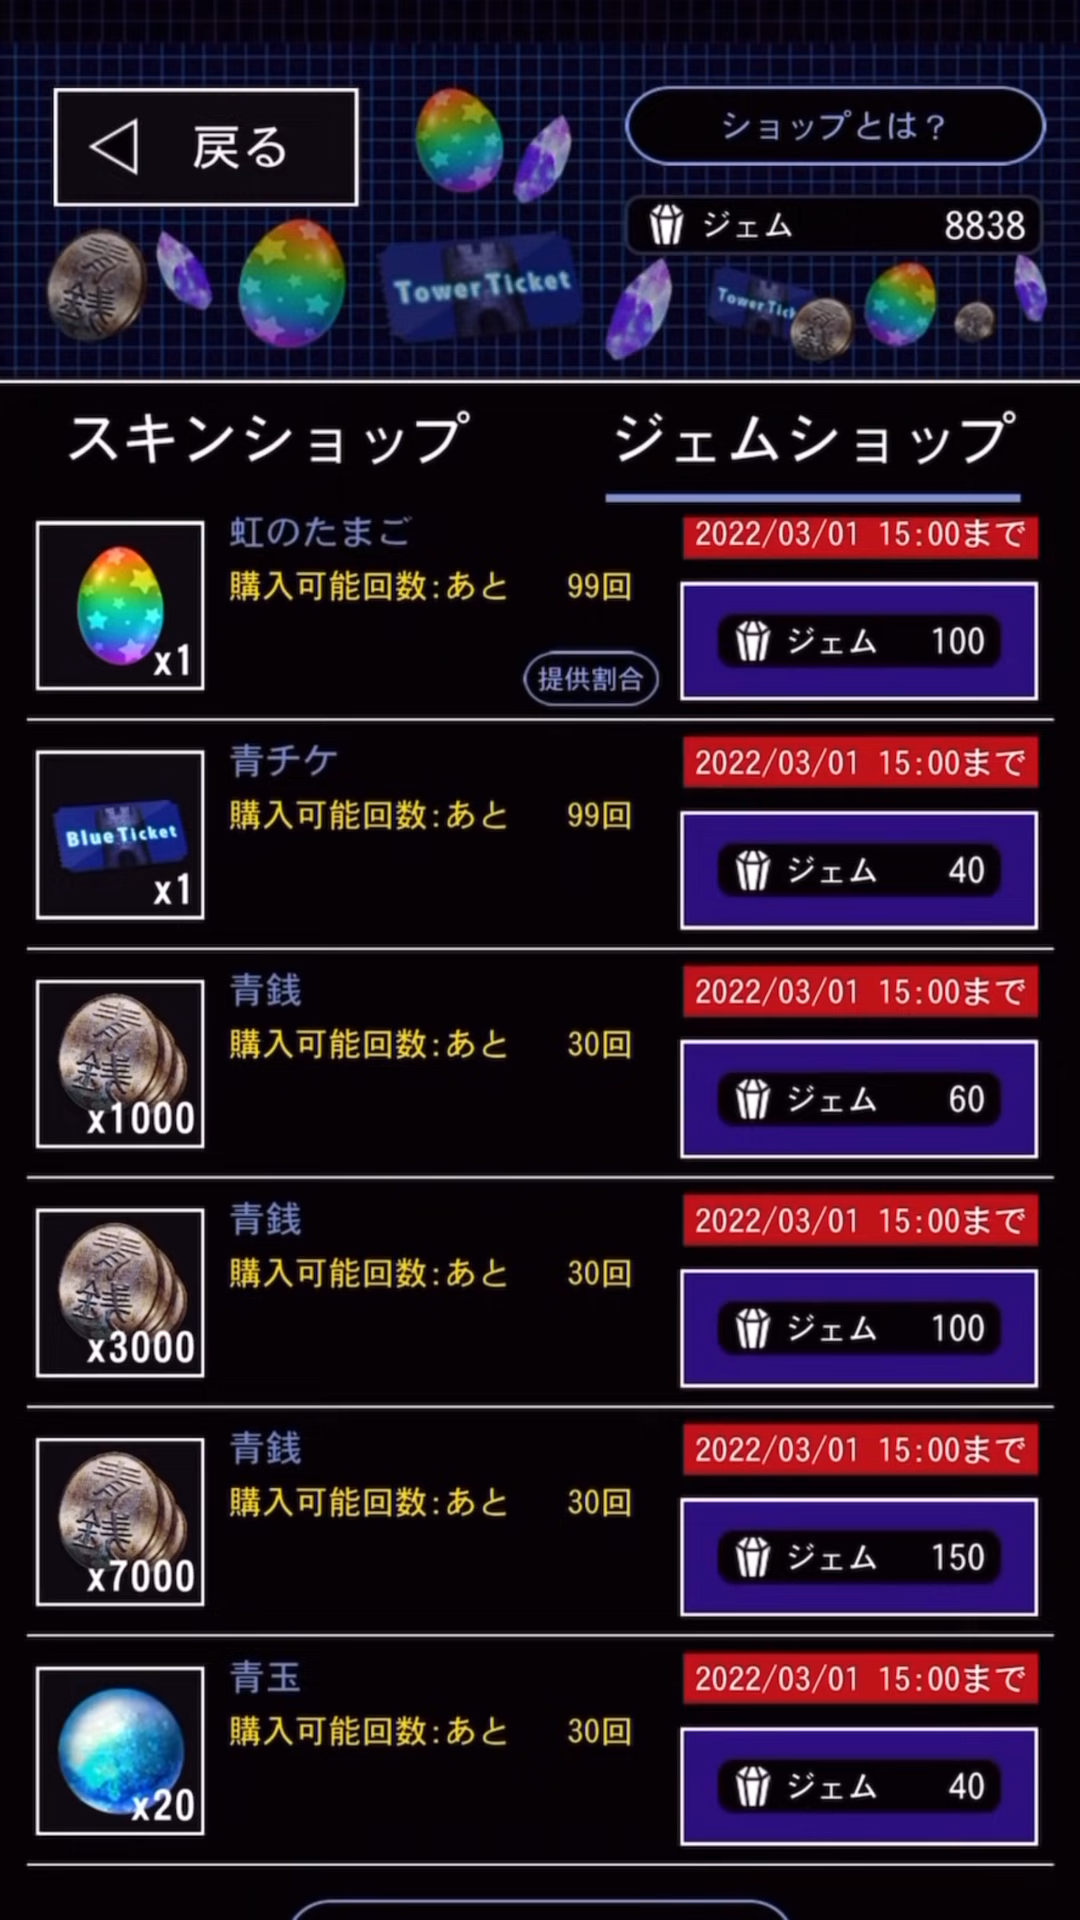 戻る
ショップとは?
ジェム 8838
青銭
Tower Ticket
青銭
スキンショップ
ジェムショップ
虹のたまご
2022/03/01 15:00まで
購入可能回数:あと 99回
x1
提供割合
ジェム 100
青チケ
2022/03/01 15:00まで
購入可能回数:あと 99回
Blue Ticket
x1
ジェム 40
青銭
2022/03/01 15:00まで
購入可能回数:あと 30回
青銭
x1000
ジェム 60
青銭
2022/03/01 15:00まで
購入可能回数:あと 30回
青銭
x3000
ジェム 100
青銭
2022/03/01 15:00まで
購入可能回数:あと 30回
青銭
x7000
ジェム 150
青玉
2022/03/01 15:00まで
購入可能回数:あと 30回
x20
ジェム 40